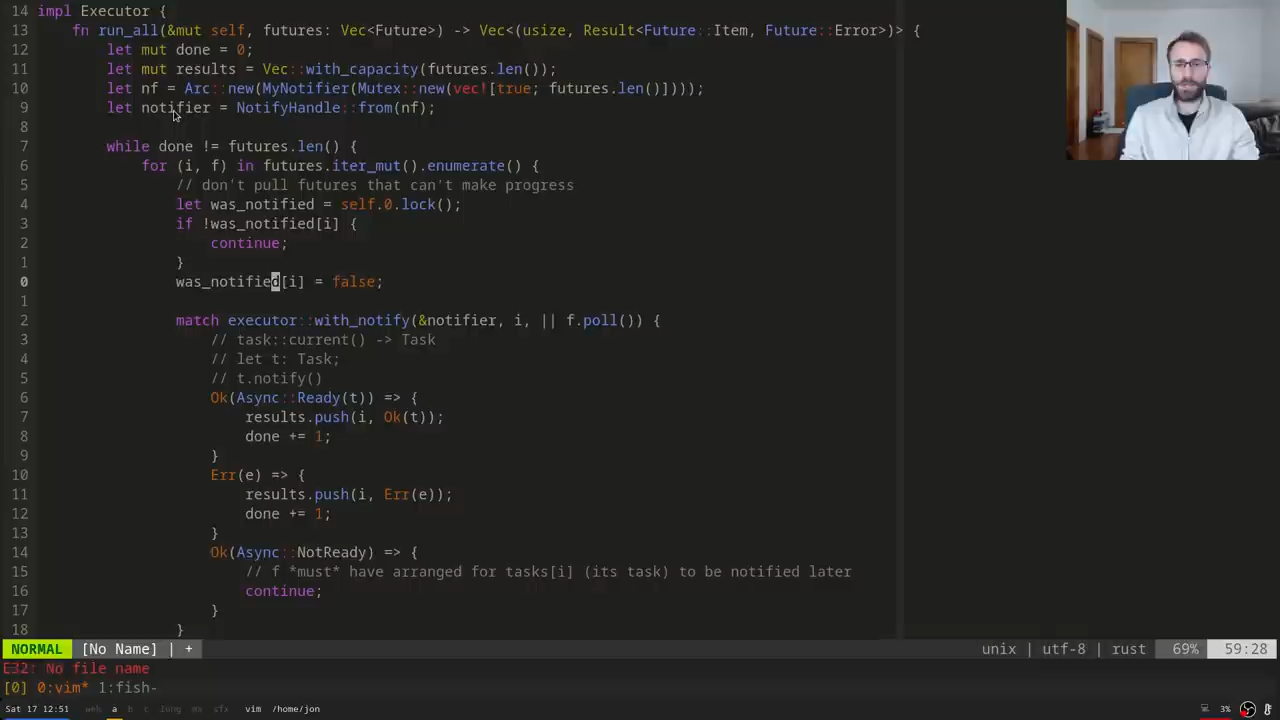 14 impl Executor {
13     fn run_all(&mut self, futures: Vec<Future>) -> Vec<(usize, Result<Future::Item, Future::Error>)> {
12         let mut done = 0;
11         let mut results = Vec::with_capacity(futures.len());
10         let nf = Arc::new(MyNotifier(Mutex::new(vec![true; futures.len()])));
9         let notifier = NotifyHandle::from(nf);
8
7         while done != futures.len() {
6             for (i, f) in futures.iter_mut().enumerate() {
5                 // don't pull futures that can't make progress
4                 let was_notified = self.0.lock();
3                 if !was_notified[i] {
2                     continue;
1                 }
0                 was_notified[i] = false;
1
2                 match executor::with_notify(&notifier, i, || f.poll()) {
3                     // task::current() -> Task
4                     // let t: Task;
5                     // t.notify()
6                     Ok(Async::Ready(t)) => {
7                         results.push(i, Ok(t));
8                         done += 1;
9                     }
10                     Err(e) => {
11                         results.push(i, Err(e));
12                         done += 1;
13                     }
14                     Ok(Async::NotReady) => {
15                         // f *must* have arranged for tasks[i] (its task) to be notified later
16                         continue;
17                     }
18                 }
NORMAL [No Name] | + unix | utf-8 | rust 69% 59:28
E32: No file name
[0] 0:vim* 1:fish-
Sat 17 12:51 web a b c lung ms sfx vim /home/jon 3%